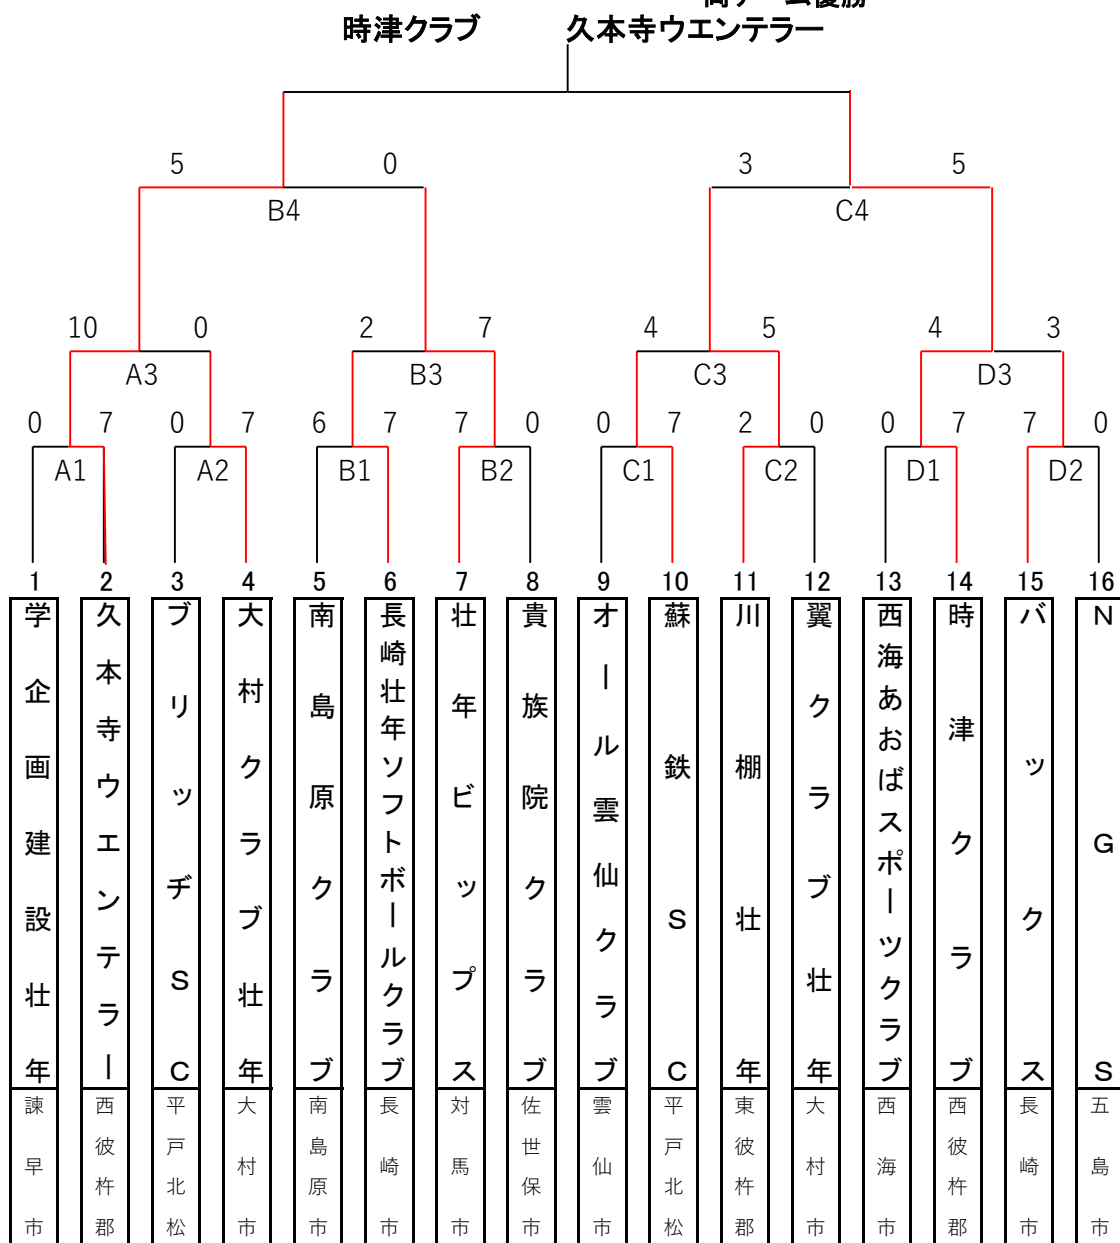 両チーム優勝
時津クラブ 久本寺ウエンテラー
5 0 3 5
B4 C4
10 0 2 7 4 5 4 3
A3 B3 C3 D3
0 7 0 7 6 7 7 0 0 7 2 0 0 7 7 0
A1 A2 B1 B2 C1 C2 D1 D2
1 2 3 4 5 6 7 8 9 10 11 12 13 14 15 16
学企画建設壮年
久本寺ウエンテラー
ブリッヂSC
大村クラブ壮年
南島原クラブ
長崎壮年ソフトボールクラブ
壮年ビップス
貴族院クラブ
オール雲仙クラブ
蘇鉄SC
川棚壮年
翼クラブ壮年
西海あおばスポーツクラブ
時津クラブ
バックス
NGS
諫早市
西彼杵郡
平戸北松
大村市
南島原市
長崎市
対馬市
佐世保市
雲仙市
平戸北松
東彼杵郡
大村市
西海市
西彼杵郡
長崎市
五島市